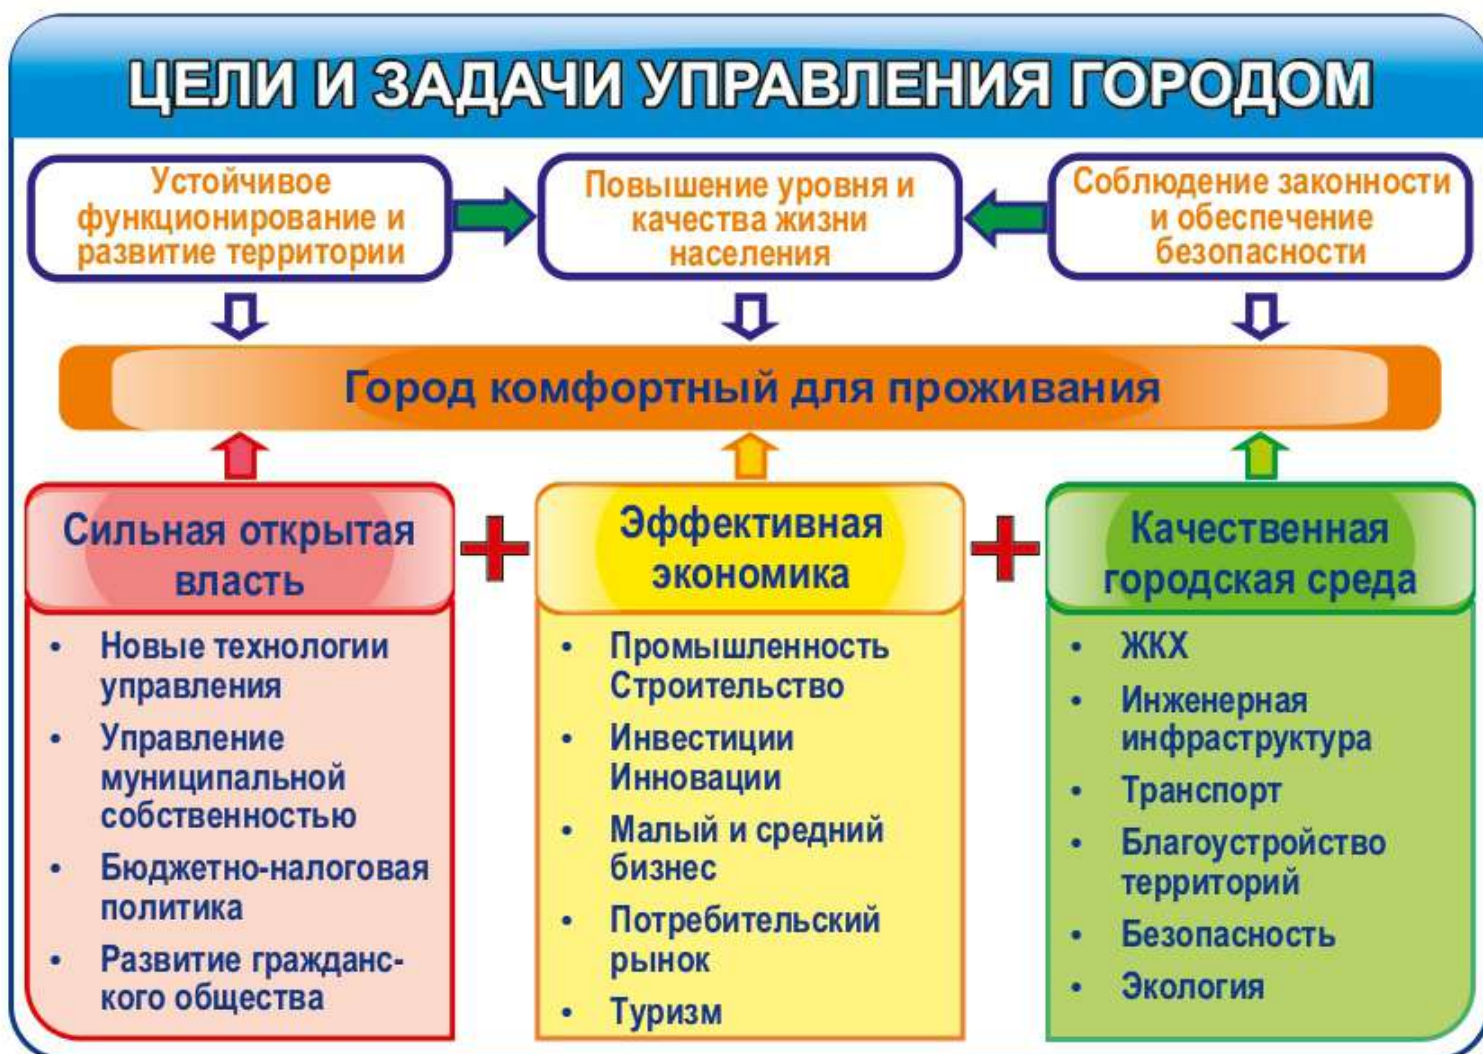 ЦЕЛИ И ЗАДАЧИ УПРАВЛЕНИЯ ГОРОДОМ
Устойчивое
функционирование и
развитие территории
Повышение уровня и
качества жизни
населения
Соблюдение законности
и обеспечение
безопасности
Город комфортный для проживания
Сильная открытая
власть
• Новые технологии
управления
• Управление
муниципальной
собственностью
• Бюджетно-налоговая
политика
• Развитие гражданс-
кого общества
+
Эффективная
экономика
• Промышленность
Строительство
• Инвестиции
Инновации
• Малый и средний
бизнес
• Потребительский
рынок
• Туризм
+
Качественная
городская среда
• ЖКХ
• Инженерная
инфраструктура
• Транспорт
• Благоустройство
территорий
• Безопасность
• Экология